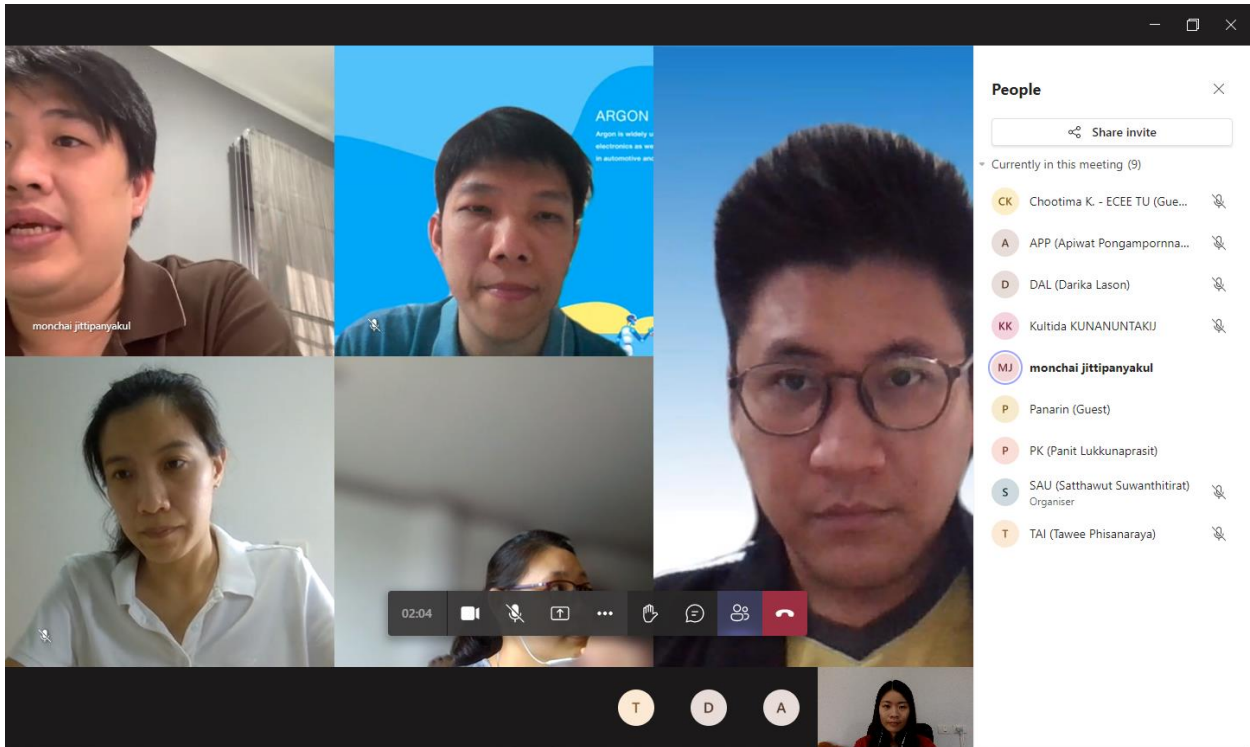 ARGON
Argon is widely u
electronics as we
in automotive and
monchai jittipanyakul
02:04
T
D
A
People
Share invite
Currently in this meeting (9)
CK
Chootima K. - ECEE TU (Gue...
A
APP (Apiwat Pongampornna...
D
DAL (Darika Lason)
KK
Kultida KUNANUNTAKIJ
MJ
monchai jittipanyakul
P
Panarin (Guest)
P
PK (Panit Lukkunaprasit)
S
SAU (Satthawut Suwanthitirat)
Organiser
T
TAI (Tawee Phisanaraya)